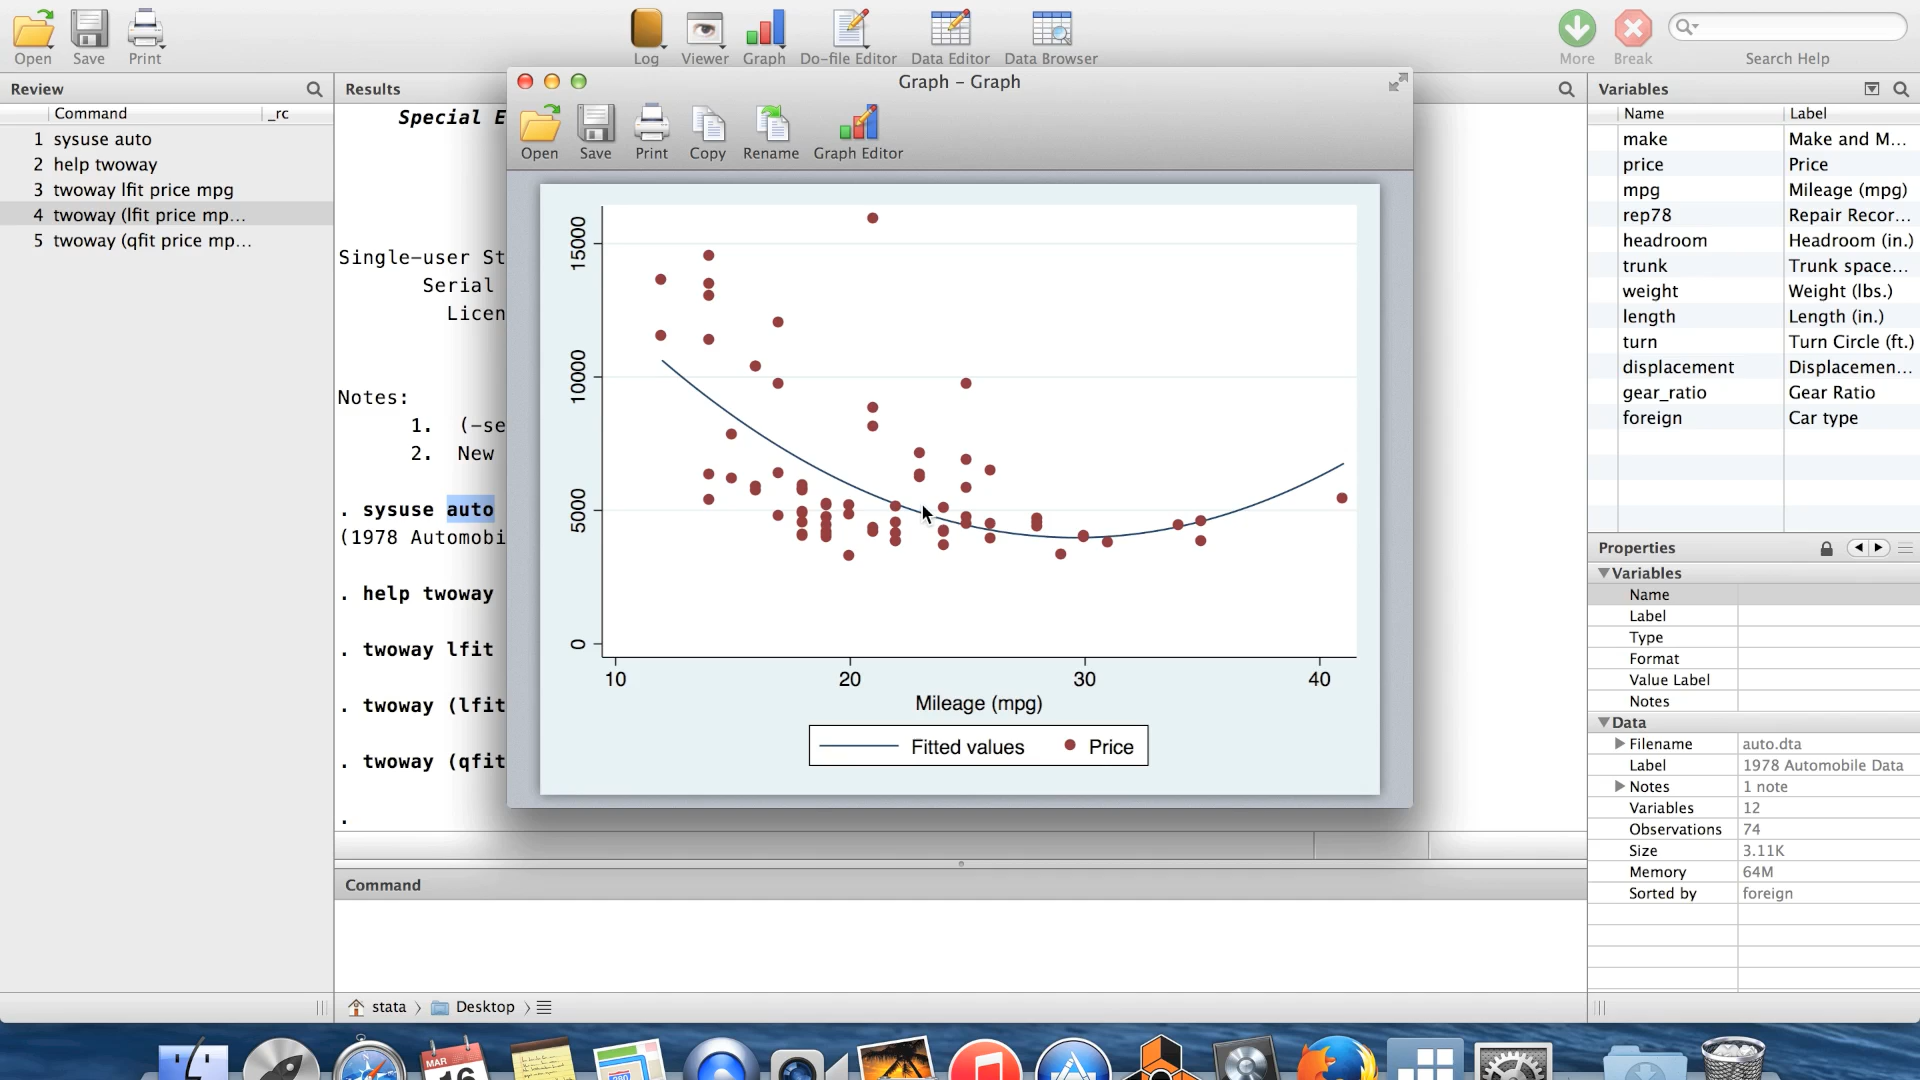 Open Save Print Log Viewer Graph Do-file Editor Data Editor Data Browser More Break Search Help
Review
Command _rc
1 sysuse auto
2 help twoway
3 twoway lfit price mpg
4 twoway (lfit price mp...
5 twoway (qfit price mp...
Results
Special E
Single-user St
Serial
Licen
Notes:
1. (-se
2. New
. sysuse auto
(1978 Automobi
. help twoway
. twoway lfit
. twoway (lfit
. twoway (qfit
.
Graph – Graph
Open Save Print Copy Rename Graph Editor
15000
10000
5000
0
10 20 30 40
Mileage (mpg)
Fitted values Price
Command
stata Desktop
Variables
Name Label
make Make and M...
price Price
mpg Mileage (mpg)
rep78 Repair Recor...
headroom Headroom (in.)
trunk Trunk space...
weight Weight (lbs.)
length Length (in.)
turn Turn Circle (ft.)
displacement Displacemen...
gear_ratio Gear Ratio
foreign Car type
Properties
Variables
Name
Label
Type
Format
Value Label
Notes
Data
Filename auto.dta
Label 1978 Automobile Data
Notes 1 note
Variables 12
Observations 74
Size 3.11K
Memory 64M
Sorted by foreign
MAR
16